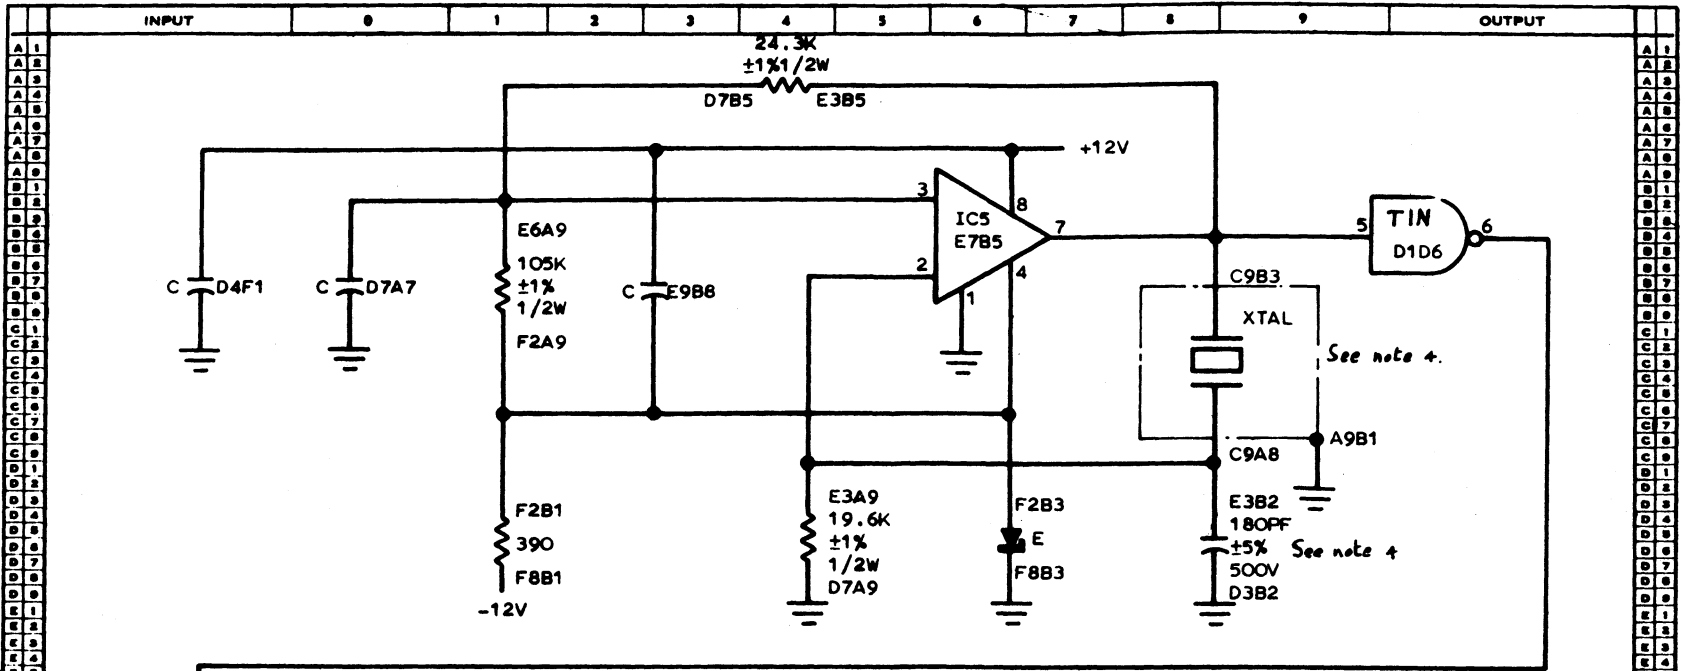 INPUT 0 1 2 3 4 5 6 7 8 9 OUTPUT
24.3K
±1%1/2W
D7B5 E3B5
+12V
3
8
IC5
E7B5
7
2
4
1
5
TIN
D1D6
6
E6A9
105K
±1%
1/2W
F2A9
C D4F1
C D7A7
C E9B8
C9B3
XTAL
See note 4.
A9B1
C9A8
F2B1
390
F8B1
-12V
E3A9
19.6K
±1%
1/2W
D7A9
F2B3
E
F8B3
E3B2
180PF
±5%
500V
D3B2
See note 4